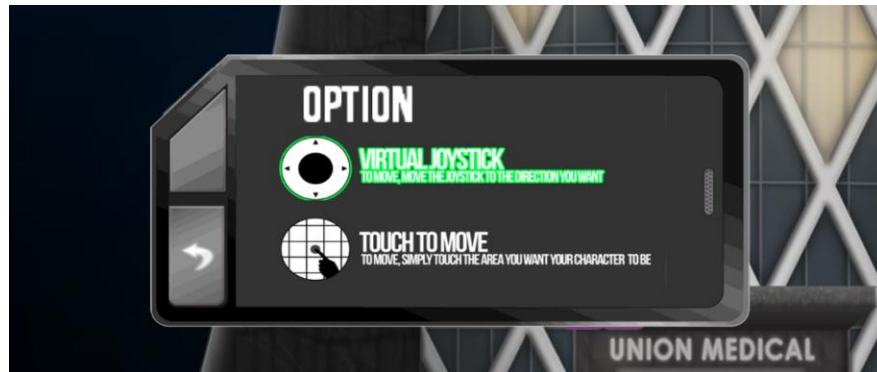 OPTION
VIRTUAL JOYSTICK
TO MOVE, MOVE THE JOYSTICK TO THE DIRECTION YOU WANT
TOUCH TO MOVE
TO MOVE, SIMPLY TOUCH THE AREA YOU WANT YOUR CHARACTER TO BE
UNION MEDICAL